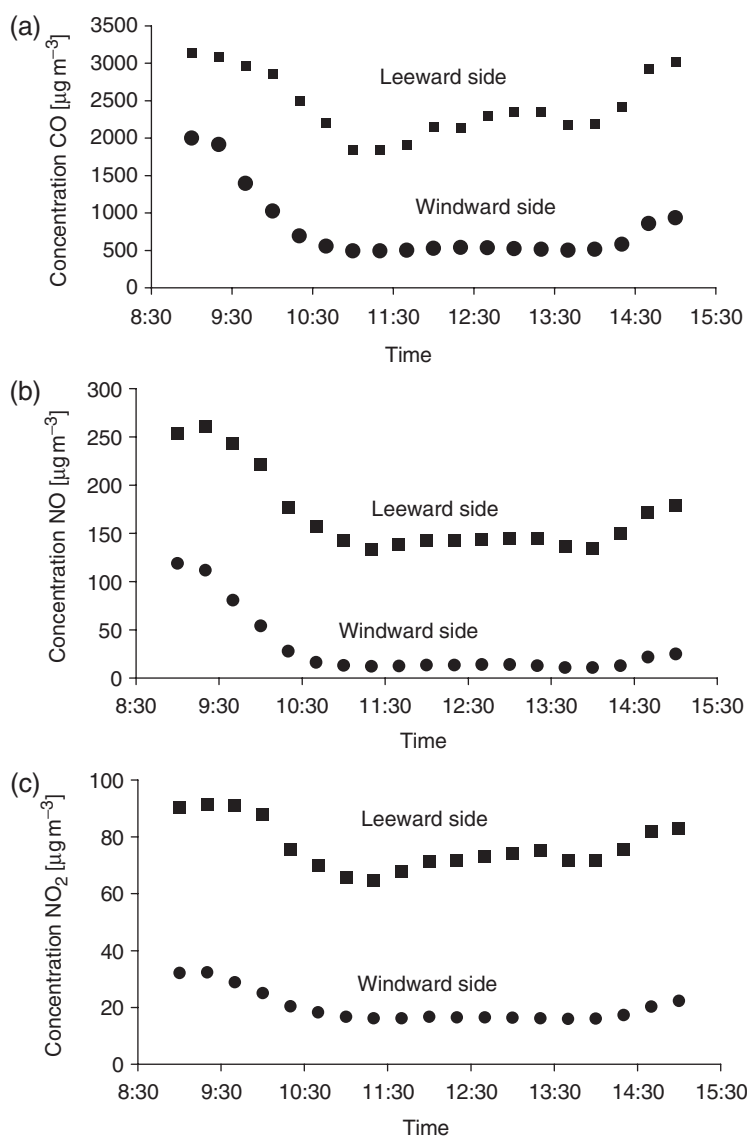 (a)
Concentration CO [µg m⁻³]
3500
3000
2500
2000
1500
1000
500
0
Leeward side
Windward side
8:30 9:30 10:30 11:30 12:30 13:30 14:30 15:30
Time
(b)
Concentration NO [µg m⁻³]
300
250
200
150
100
50
0
Leeward side
Windward side
8:30 9:30 10:30 11:30 12:30 13:30 14:30 15:30
Time
(c)
Concentration NO₂ [µg m⁻³]
100
80
60
40
20
0
Leeward side
Windward side
8:30 9:30 10:30 11:30 12:30 13:30 14:30 15:30
Time